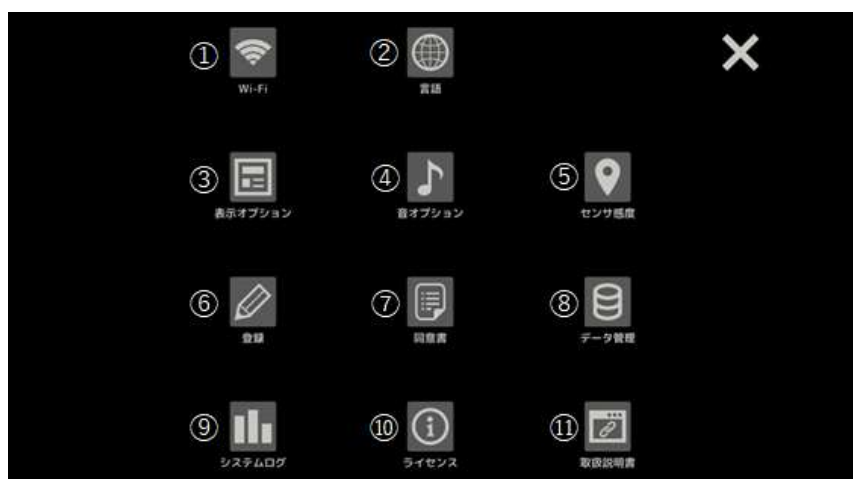 ① Wi-Fi
② 言語
③ 表示オプション
④ 音オプション
⑤ センサ感度
⑥ 登録
⑦ 同意書
⑧ データ管理
⑨ システムログ
⑩ ライセンス
⑪ 取扱説明書